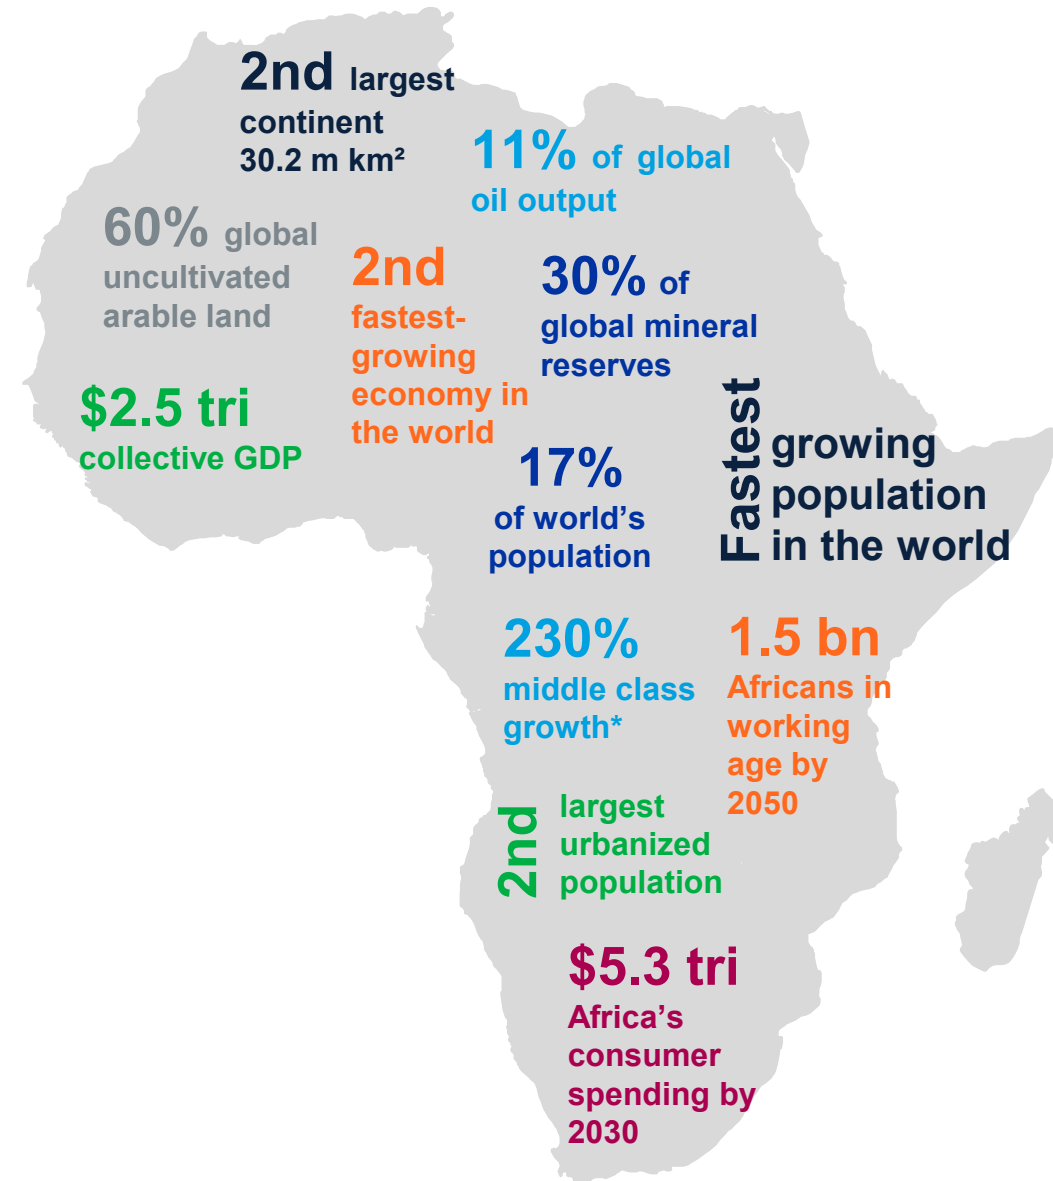 2nd largest
continent
30.2 m km²
11% of global
oil output
60% global
uncultivated
arable land
2nd
fastest-
growing
economy in
the world
30% of
global mineral
reserves
$2.5 tri
collective GDP
17%
of world's
population
Fastest
growing
population
in the world
230%
middle class
growth*
1.5 bn
Africans in
working
age by
2050
2nd
largest
urbanized
population
$5.3 tri
Africa's
consumer
spending by
2030